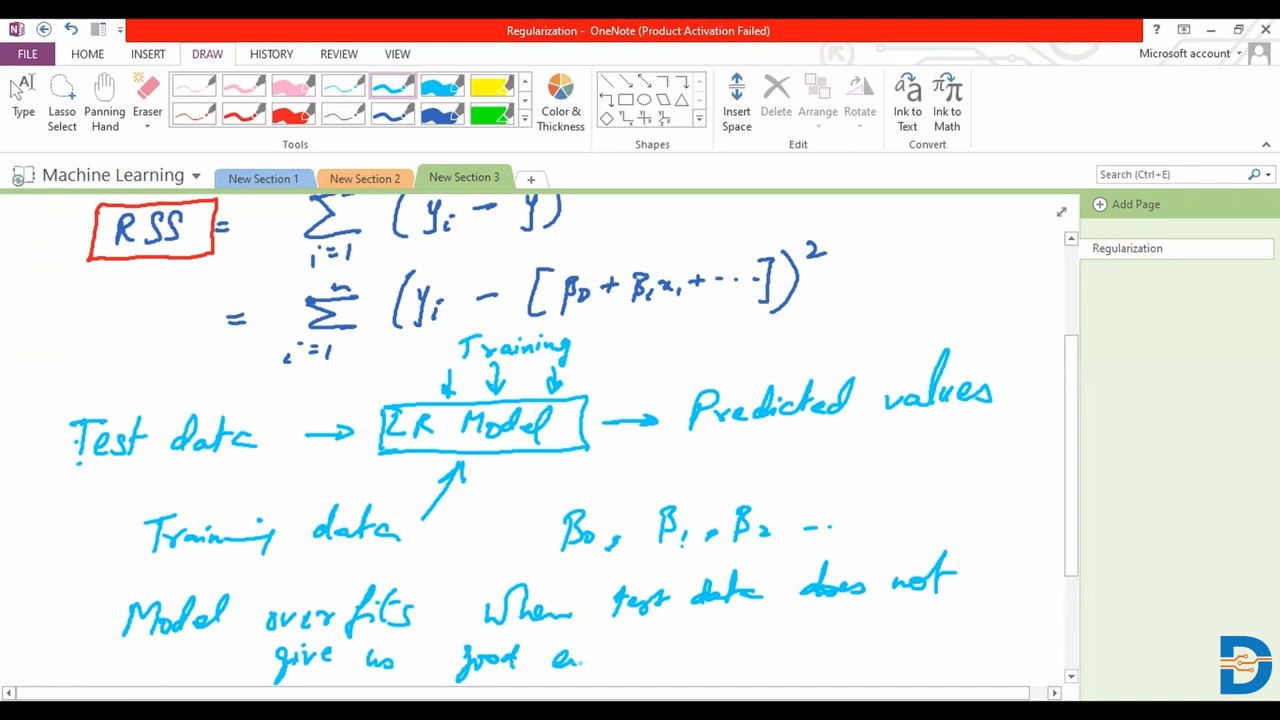 Regularization - OneNote (Product Activation Failed)
FILE HOME INSERT DRAW HISTORY REVIEW VIEW
Microsoft account
Type Lasso Select Panning Hand Eraser Color & Thickness Insert Space Delete Arrange Rotate Ink to Text Ink to Math
Tools Shapes Edit Convert
Machine Learning New Section 1 New Section 2 New Section 3 Search (Ctrl+E)
Add Page
Regularization
RSS = Σ i=1 (yi - y)
= Σ n i=1 (yi - [β0 + β1x1 + ...])²
Training
Test data → LR Model → Predicted values
Training data β0, β1, β2 ...
Model overfits when test data does not
give us good en
D